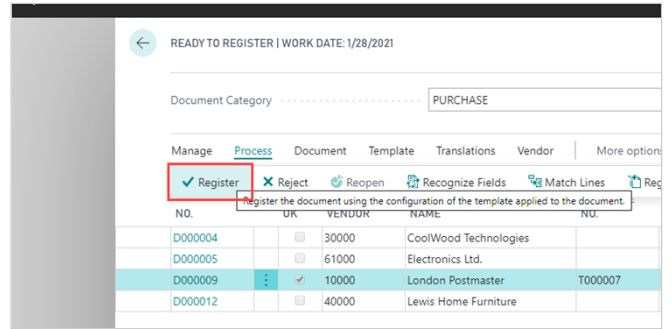 READY TO REGISTER | WORK DATE: 1/28/2021
Document Category PURCHASE
Manage Process Document Template Translations Vendor More options
Register Reject Reopen Recognize Fields Match Lines Reg
Register the document using the configuration of the template applied to the document.
NO. OK VENDOR NAME NO.
D000004 30000 CoolWood Technologies
D000005 61000 Electronics Ltd.
D000009 10000 London Postmaster T000007
D000012 40000 Lewis Home Furniture